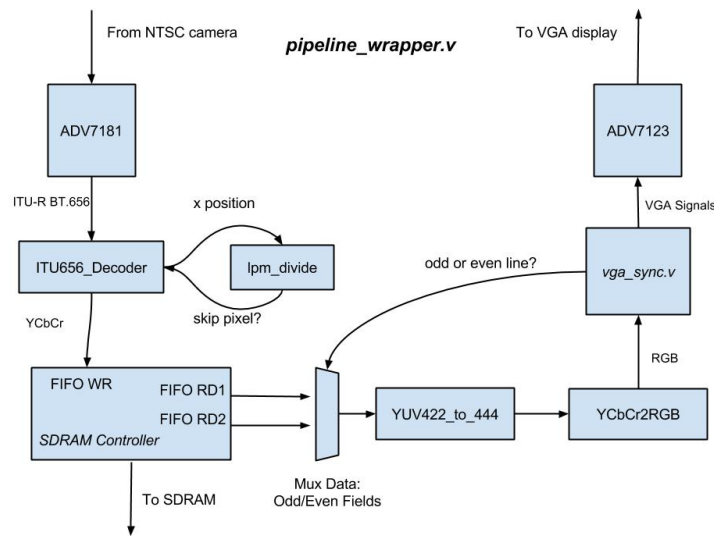 From NTSC camera
pipeline_wrapper.v
To VGA display
ADV7181
ADV7123
ITU-R BT.656
x position
VGA Signals
ITU656_Decoder
lpm_divide
odd or even line?
vga_sync.v
skip pixel?
YCbCr
RGB
FIFO WR
FIFO RD1
FIFO RD2
SDRAM Controller
YUV422_to_444
YCbCr2RGB
To SDRAM
Mux Data:
Odd/Even Fields